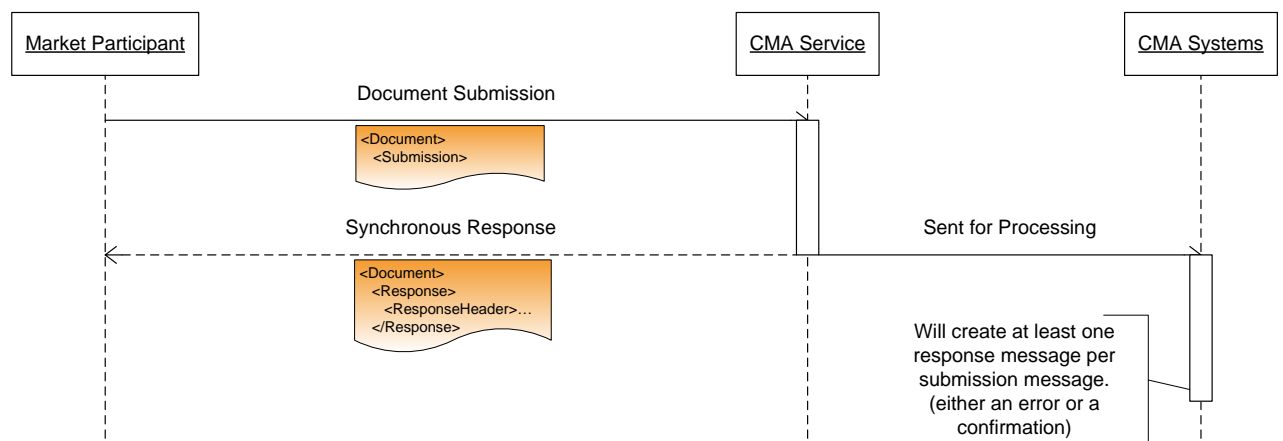 Market Participant
CMA Service
CMA Systems
Document Submission
<Document>
<Submission>
Synchronous Response
Sent for Processing
<Document>
<Response>
<ResponseHeader>...
</Response>
Will create at least one
response message per
submission message.
(either an error or a
confirmation)